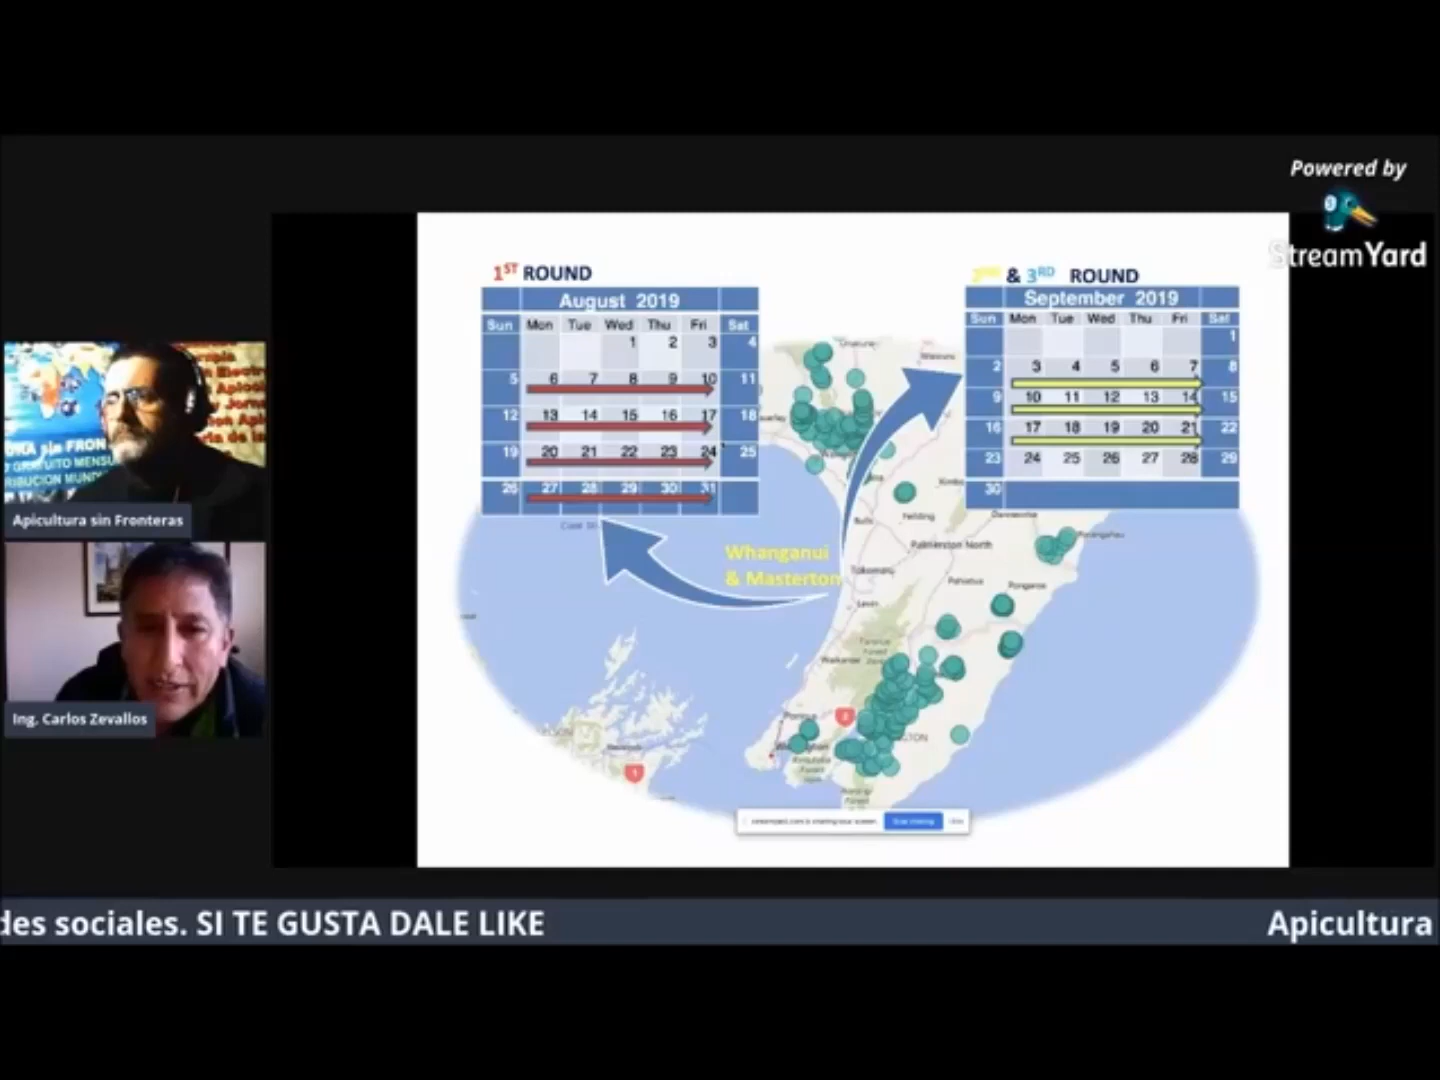 Powered by
StreamYard
1ST ROUND
August 2019
Sun Mon Tue Wed Thu Fri Sat
1 2 3 4
5 6 7 8 9 10 11
12 13 14 15 16 17 18
19 20 21 22 23 24 25
26 27 28 29 30 31
& 3RD ROUND
September 2019
Sun Mon Tue Wed Thu Fri Sat
1
2 3 4 5 6 7 8
9 10 11 12 13 14 15
16 17 18 19 20 21 22
23 24 25 26 27 28 29
30
Whanganui
& Masterton
Palmerston North
Levin
2
1
Apicultura sin Fronteras
Ing. Carlos Zevallos
des sociales. SI TE GUSTA DALE LIKE
Apicultura